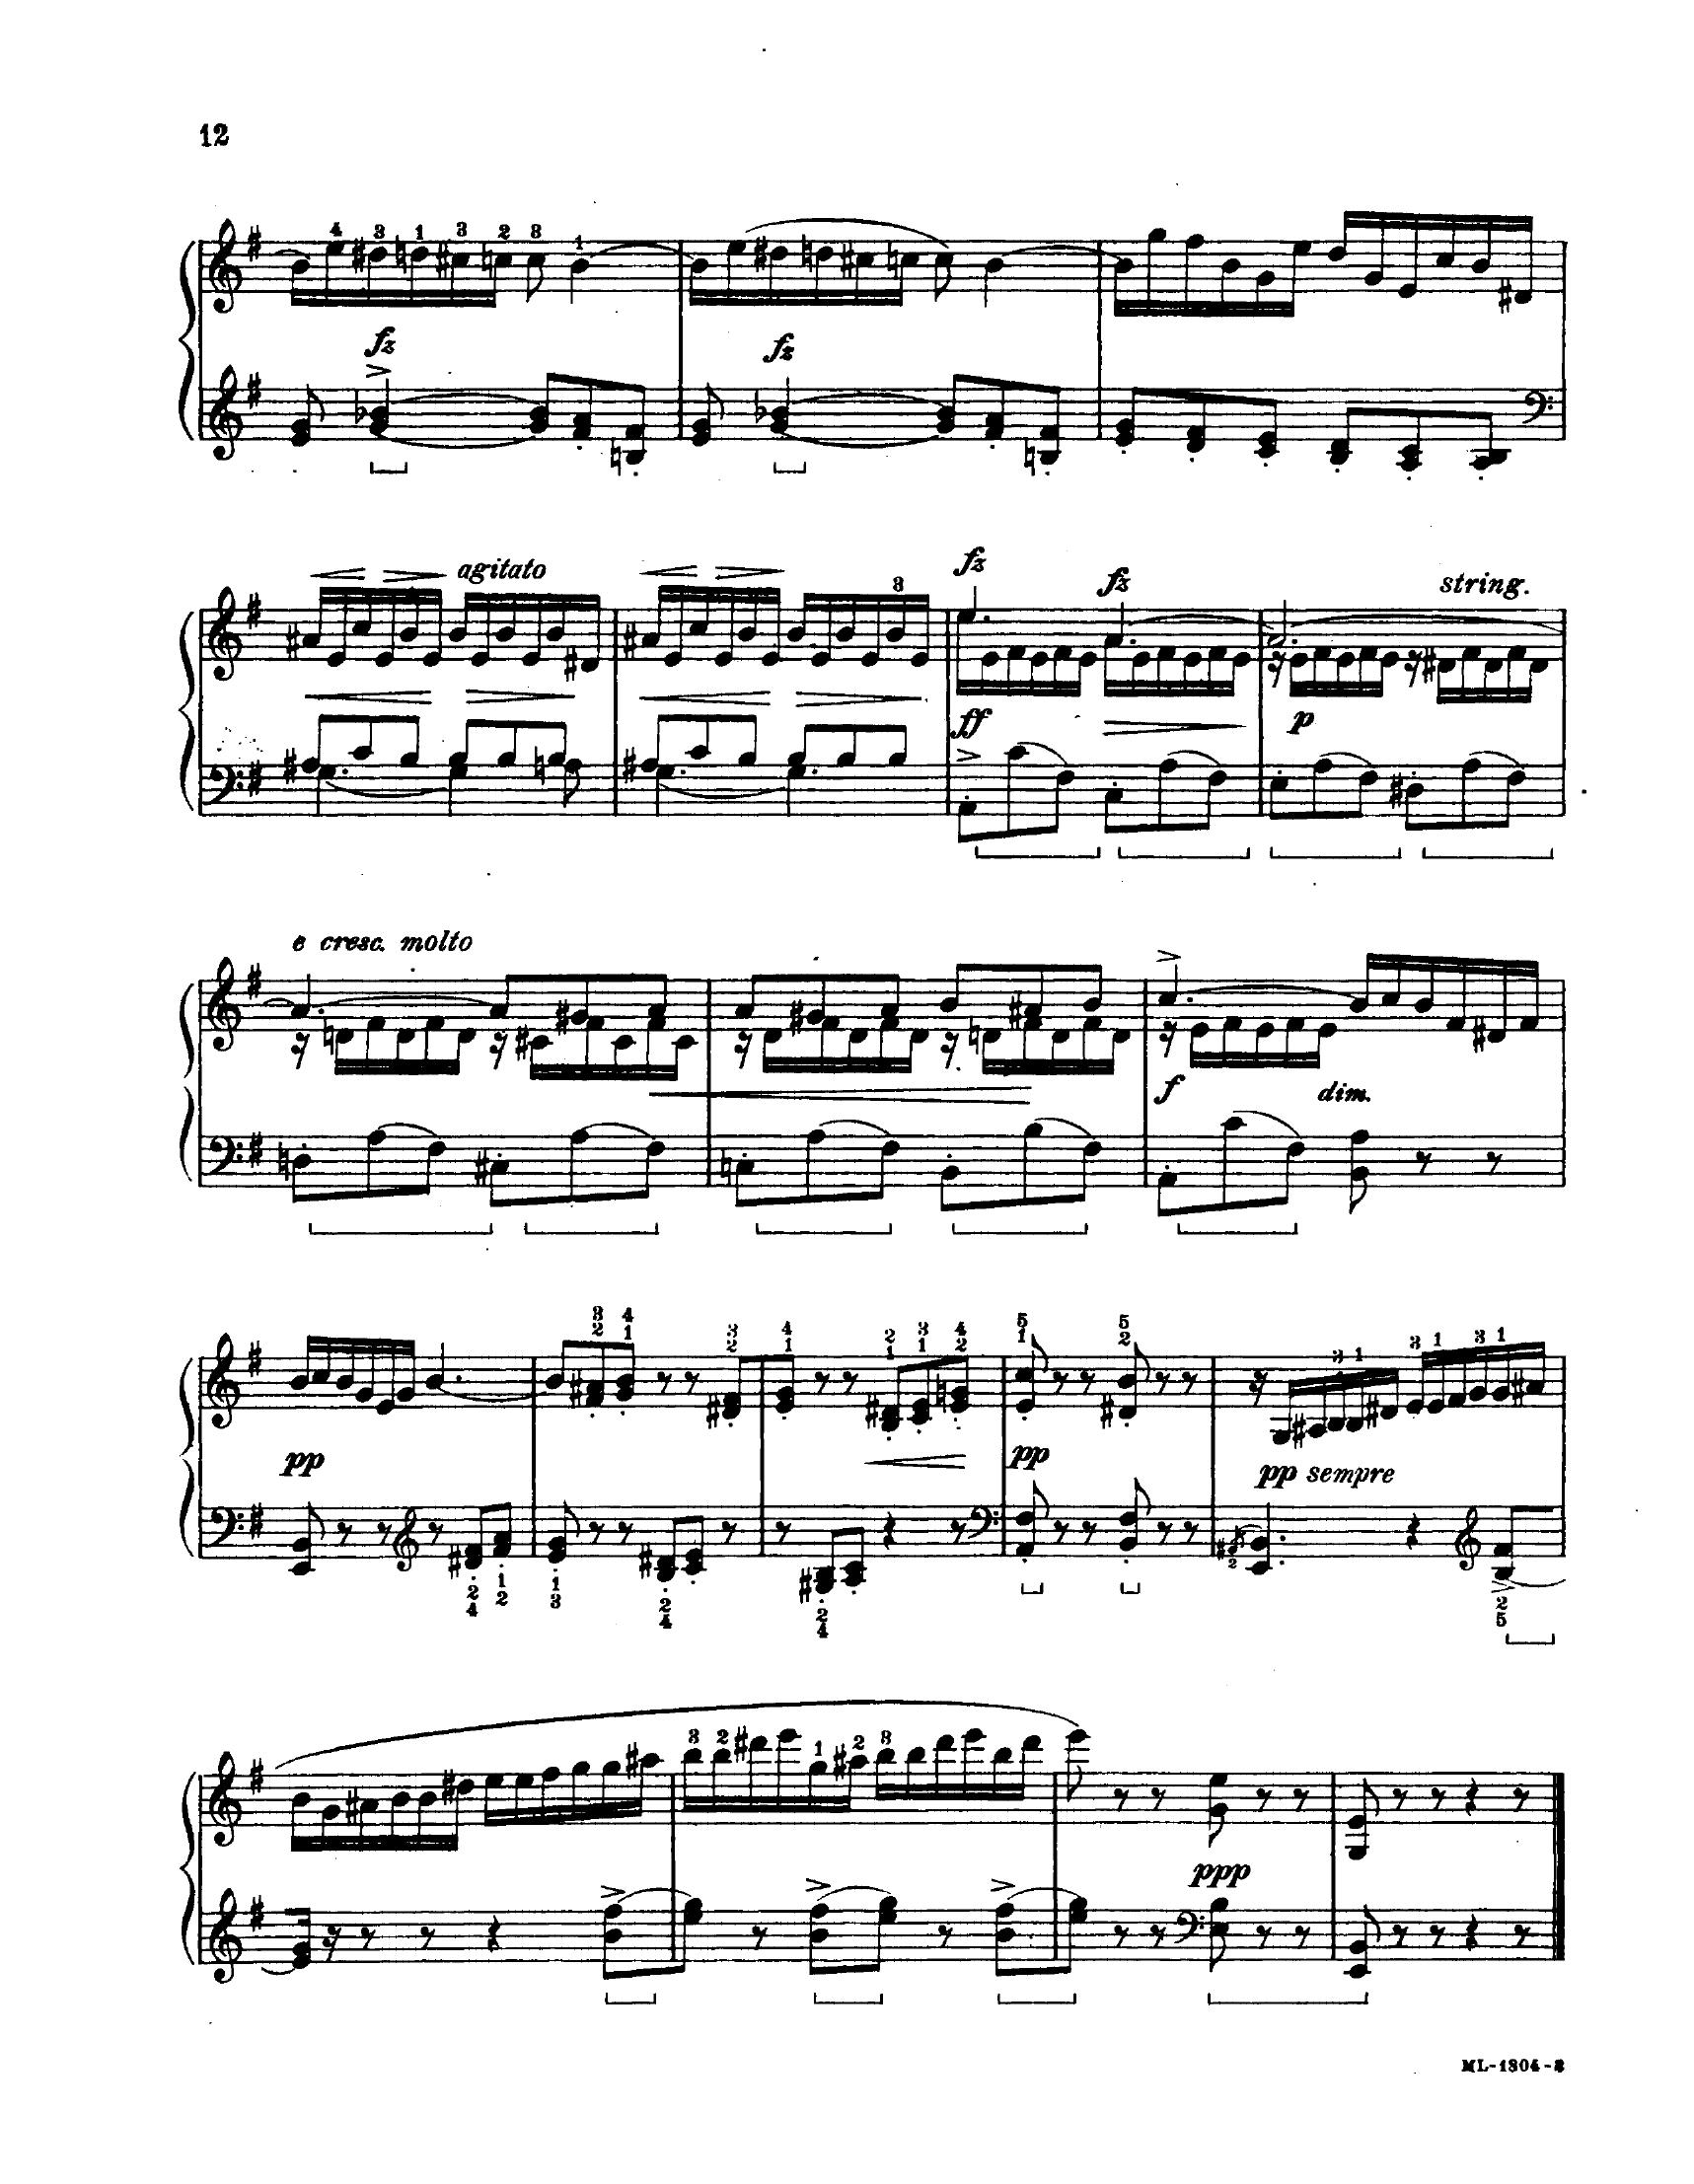 12
4 3 1 3 2 3 1
fz fz
agitato fz fz string.
3
ff p
e cresc. molto
f dim.
3 4 3 4 2 3 4 5 5
2 1 2 1 1 1 2 1 2 3 1 3 1
pp pp pp sempre
2 1 1 2 2 2 2
4 2 3 4 4 5
3 2 1 2 3
ppp
ML-1304-2